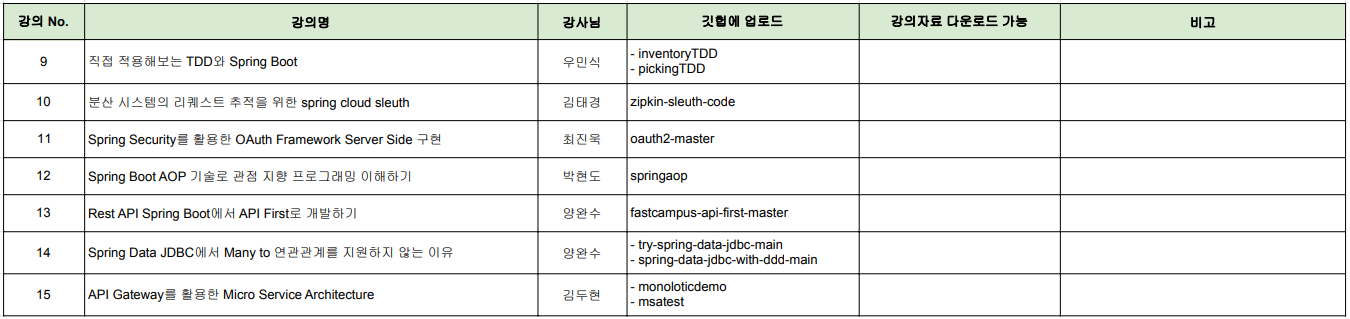 강의 No. 강의명 강사님 깃헙에 업로드 강의자료 다운로드 가능 비고
9 직접 적용해보는 TDD와 Spring Boot 우민식 - inventoryTDD
- pickingTDD
10 분산 시스템의 리퀘스트 추적을 위한 spring cloud sleuth 김태경 zipkin-sleuth-code
11 Spring Security를 활용한 OAuth Framework Server Side 구현 최진욱 oauth2-master
12 Spring Boot AOP 기술로 관점 지향 프로그래밍 이해하기 박현도 springaop
13 Rest API Spring Boot에서 API First로 개발하기 양완수 fastcampus-api-first-master
14 Spring Data JDBC에서 Many to 연관관계를 지원하지 않는 이유 양완수 - try-spring-data-jdbc-main
- spring-data-jdbc-with-ddd-main
15 API Gateway를 활용한 Micro Service Architecture 김두현 - monoloticdemo
- msatest